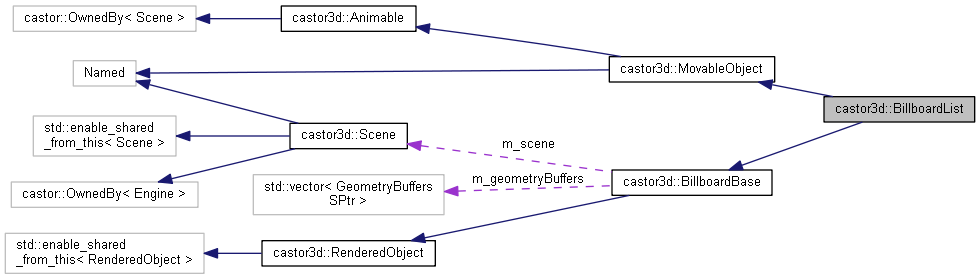 castor::OwnedBy< Scene >
castor3d::Animable
Named
castor3d::MovableObject
castor3d::BillboardList
std::enable_shared
_from_this< Scene >
castor3d::Scene
m_scene
castor::OwnedBy< Engine >
std::vector< GeometryBuffers
SPtr >
m_geometryBuffers
castor3d::BillboardBase
std::enable_shared
_from_this< RenderedObject >
castor3d::RenderedObject